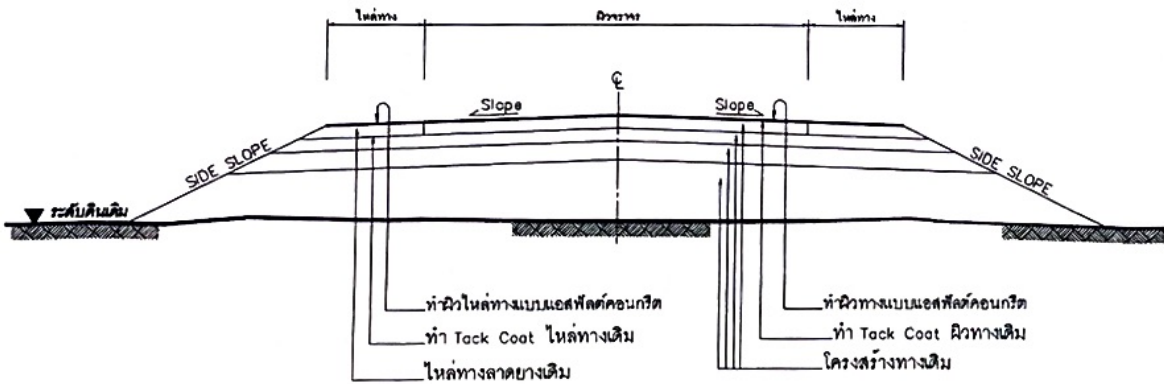 ไหล่ทาง ผิวจราจร ไหล่ทาง
℄
Slope Slope
SIDE SLOPE SIDE SLOPE
ระดับดินเดิม
ทำผิวไหล่ทางแบบแอสฟัลต์คอนกรีต ทำผิวทางแบบแอสฟัลต์คอนกรีต
ทำ Tack Coat ไหล่ทางเดิม ทำ Tack Coat ผิวทางเดิม
ไหล่ทางลาดยางเดิม โครงสร้างทางเดิม